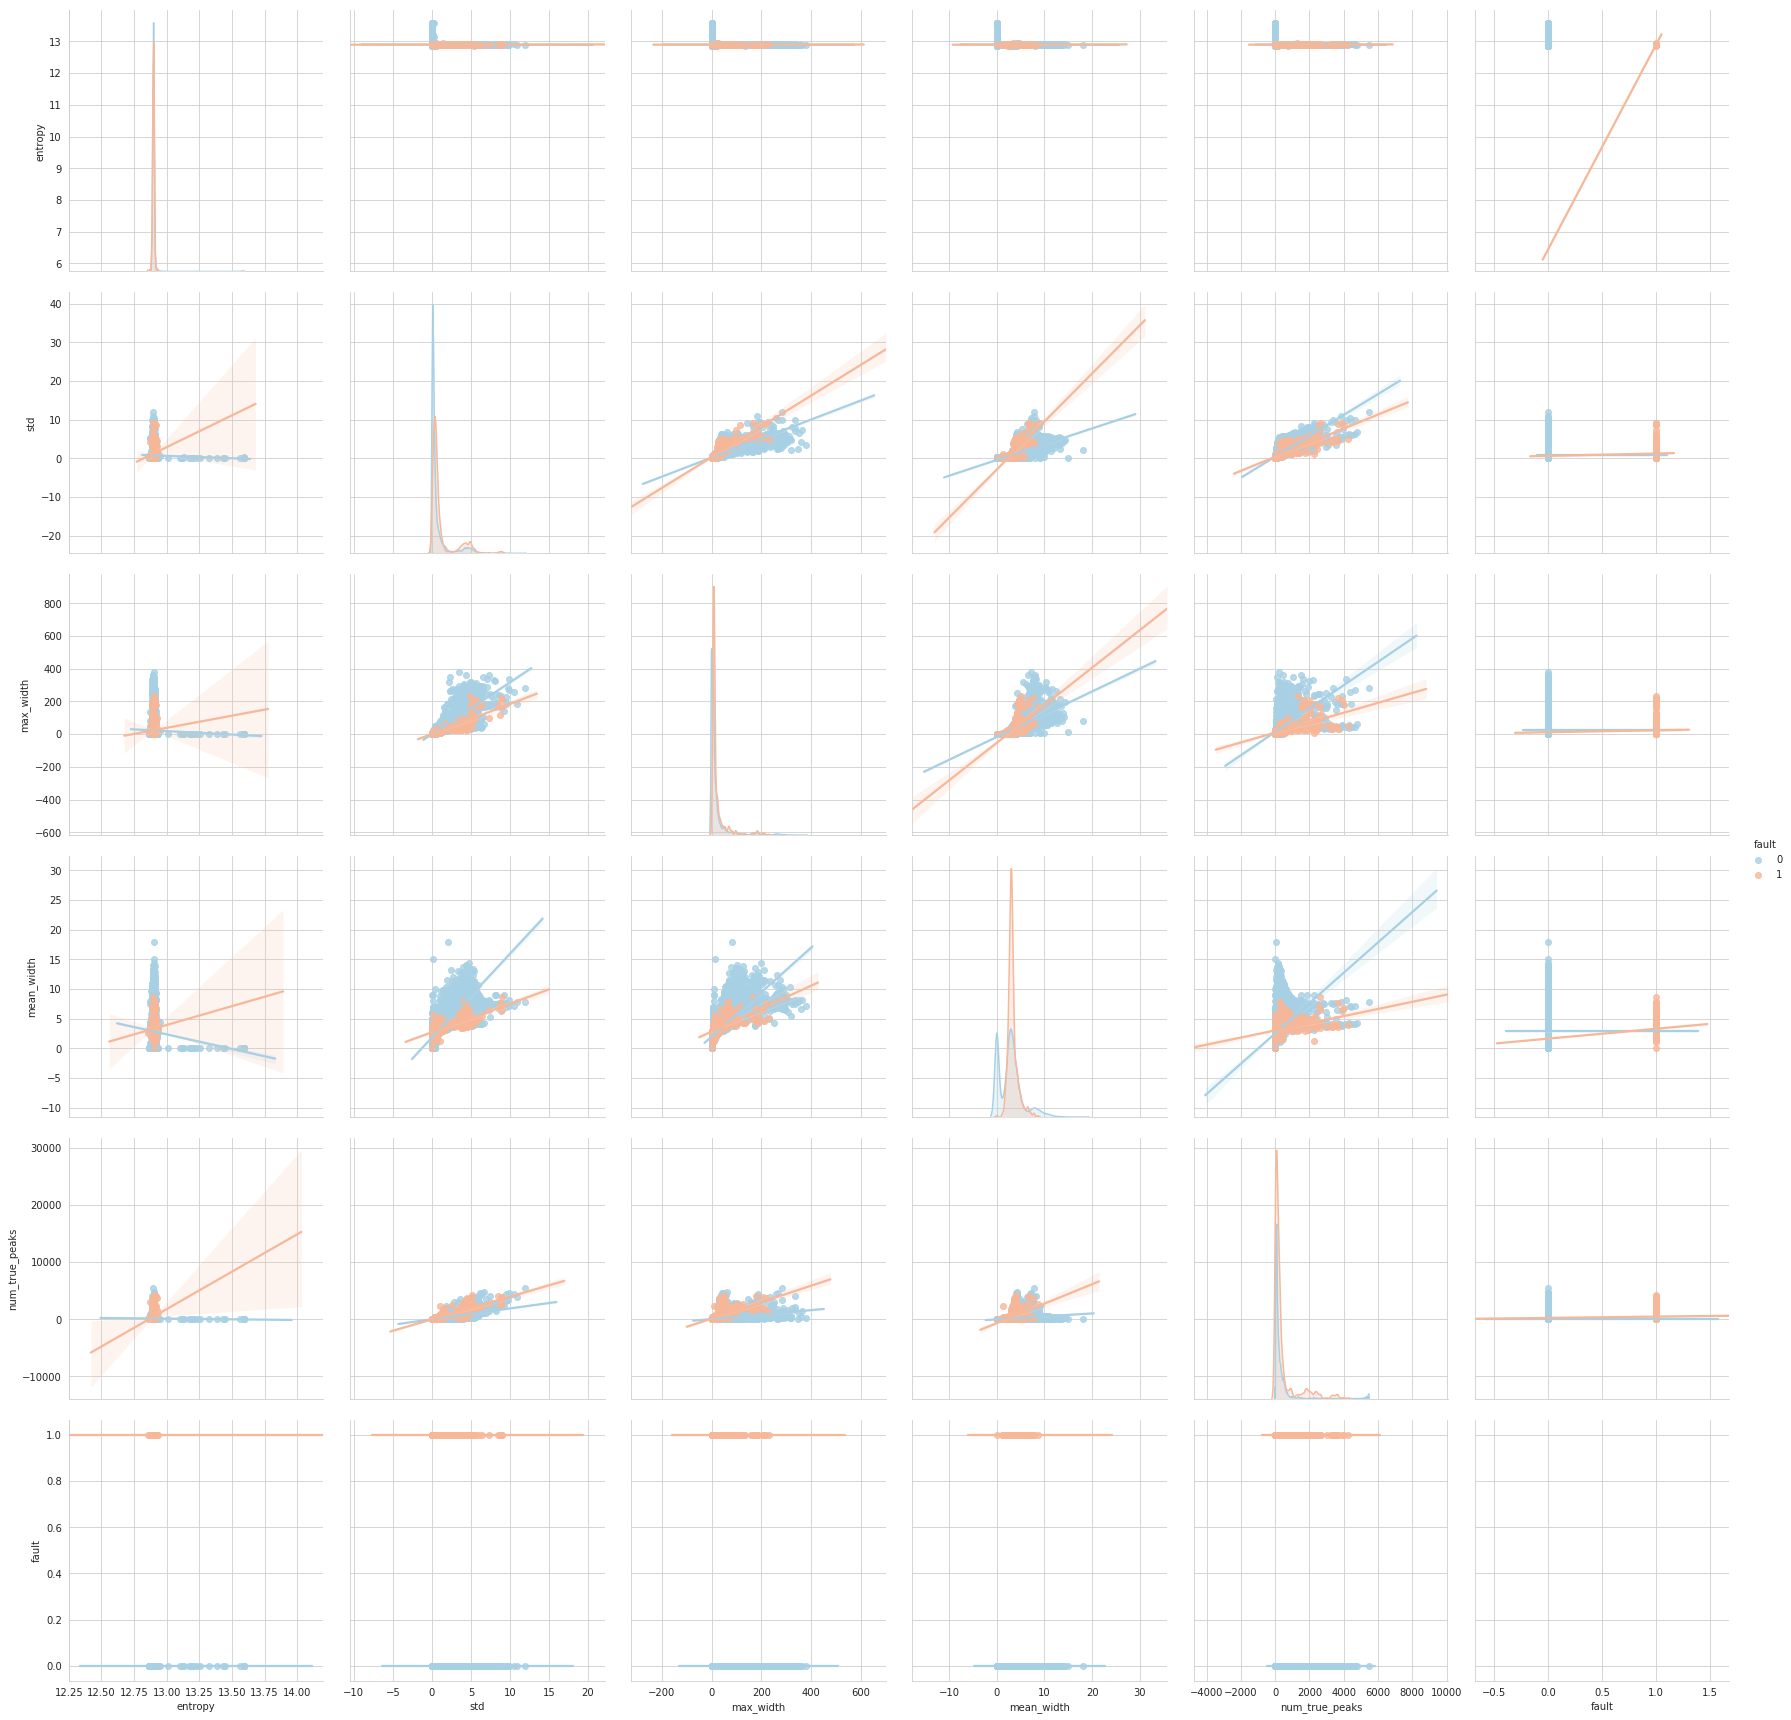 13
12
11
10
9
8
7
6
entropy
12.25 12.50 12.75 13.00 13.25 13.50 13.75 14.00
−10 −5 0 5 10 15 20
−200 0 200 400 600
−10 0 10 20 30
−4000 −2000 0 2000 4000 6000 8000 10000
−0.5 0.0 0.5 1.0 1.5
40
30
20
10
0
−10
−20
std
800
600
400
200
0
−200
−400
−600
max_width
fault
0
1
30
25
20
15
10
5
0
−5
−10
mean_width
30000
20000
10000
0
−10000
num_true_peaks
1.0
0.8
0.6
0.4
0.2
0.0
fault
entropy
std
max_width
mean_width
num_true_peaks
fault